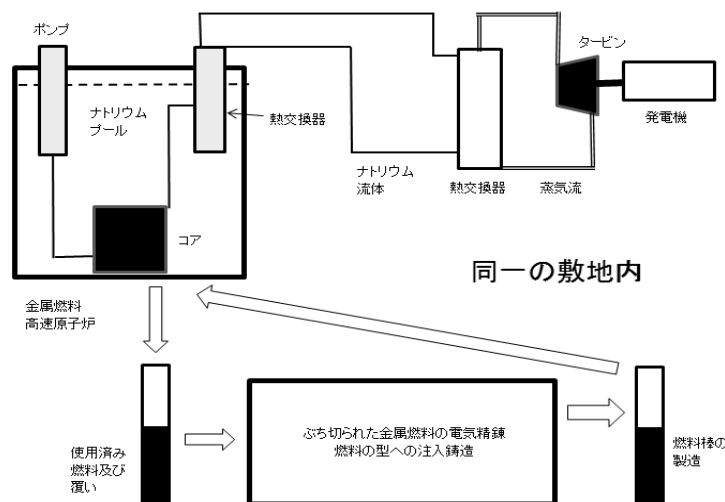 ポンプ
タービン
ナトリウム
プール
熱交換器
発電機
ナトリウム
流体
熱交換器
蒸気流
コア
同一の敷地内
金属燃料
高速原子炉
ぶち切られた金属燃料の電気精錬
燃料の型への注入鋳造
使用済み
燃料及び
覆い
燃料棒の
製造